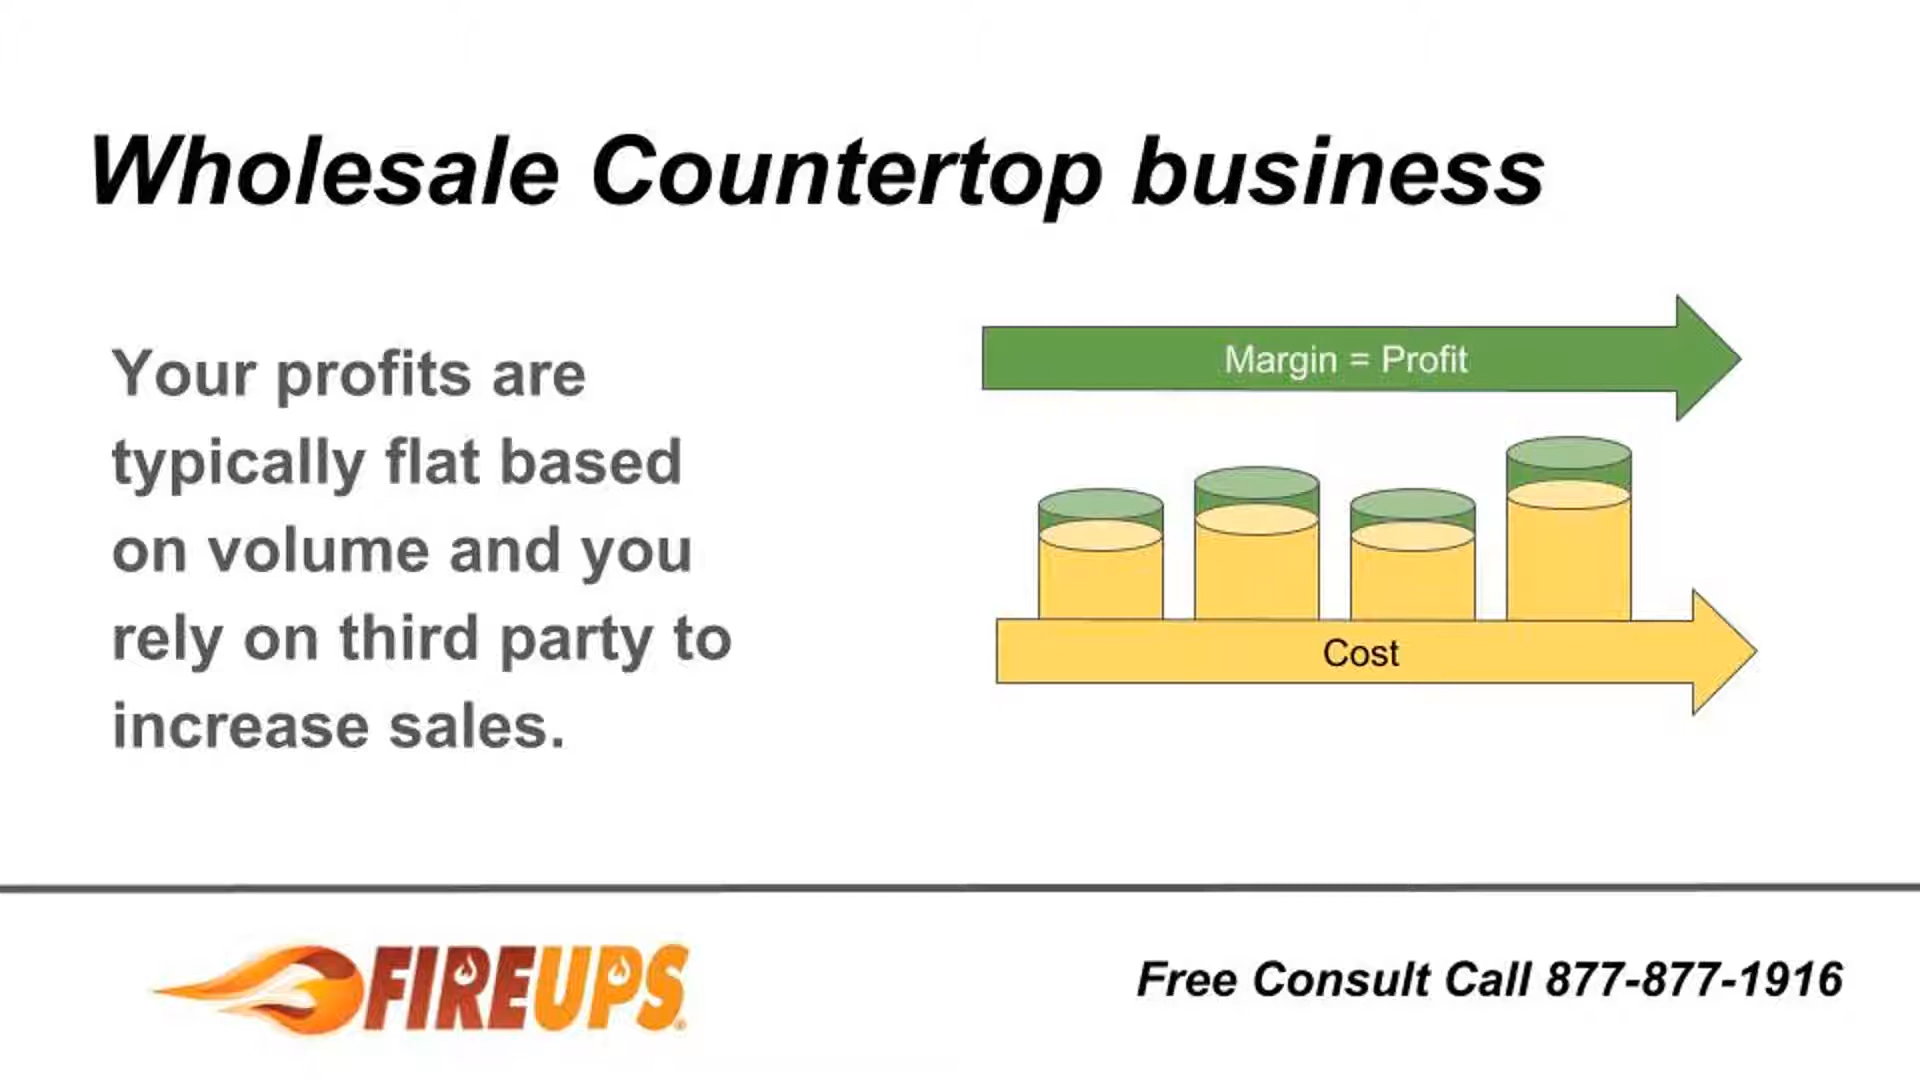 Wholesale Countertop business
Your profits are
typically flat based
on volume and you
rely on third party to
increase sales.
Margin = Profit
Cost
FIREUPS®
Free Consult Call 877-877-1916